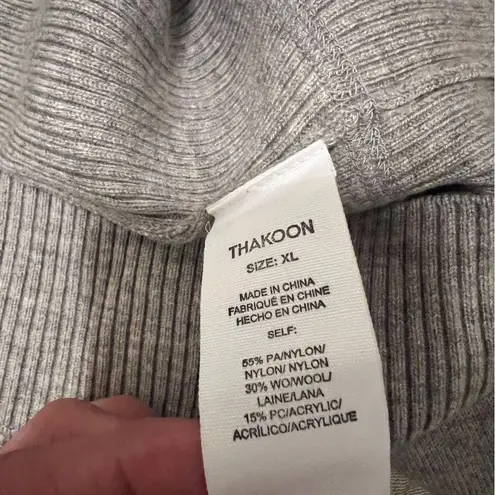 THAKOON
SIZE: XL
MADE IN CHINA
FABRIQUÉ EN CHINE
HECHO EN CHINA
SELF:
55% PA/NYLON/
NYLON/ NYLON
30% WO/WOOL/
LAINE/LANA
15% PC/ACRYLIC/
ACRÍLICO/ACRYLIQUE